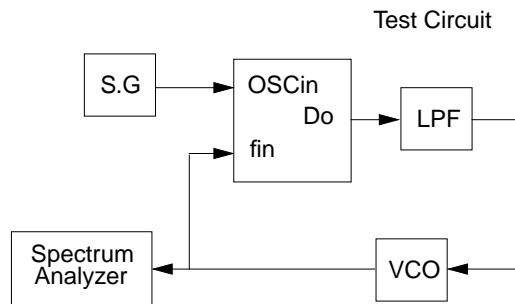 Test Circuit
S.G
OSCin
Do
fin
LPF
Spectrum
Analyzer
VCO